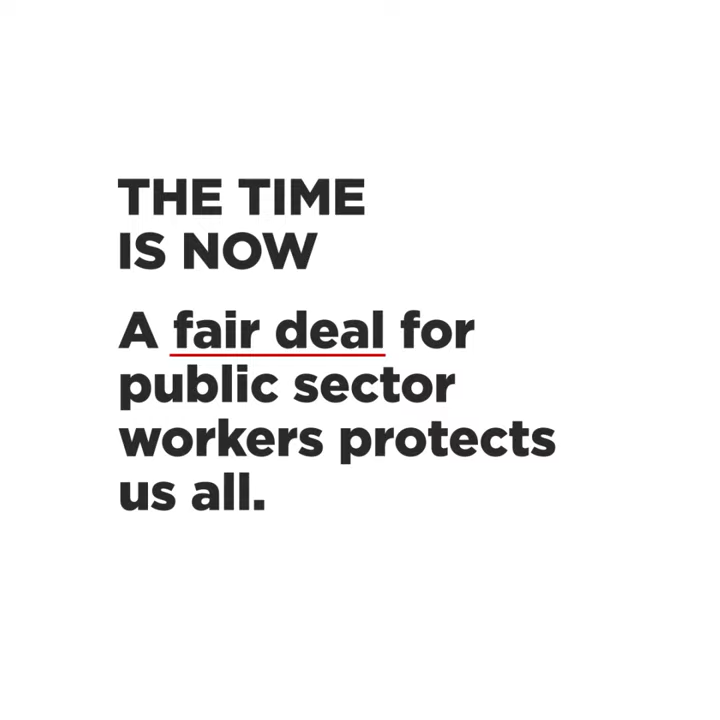 THE TIME
IS NOW
A fair deal for
public sector
workers protects
us all.